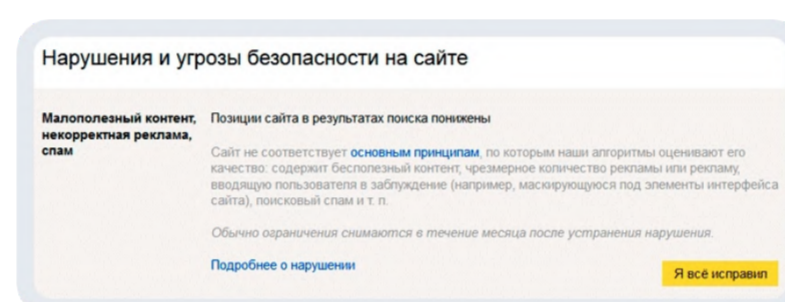 Нарушения и угрозы безопасности на сайте
Малополезный контент,
некорректная реклама,
спам
Позиции сайта в результатах поиска понижены
Сайт не соответствует основным принципам, по которым наши алгоритмы оценивают его
качество: содержит бесполезный контент, чрезмерное количество рекламы или рекламу,
вводящую пользователя в заблуждение (например, маскирующуюся под элементы интерфейса
сайта), поисковый спам и т. п.
Обычно ограничения снимаются в течение месяца после устранения нарушения.
Подробнее о нарушении
Я всё исправил